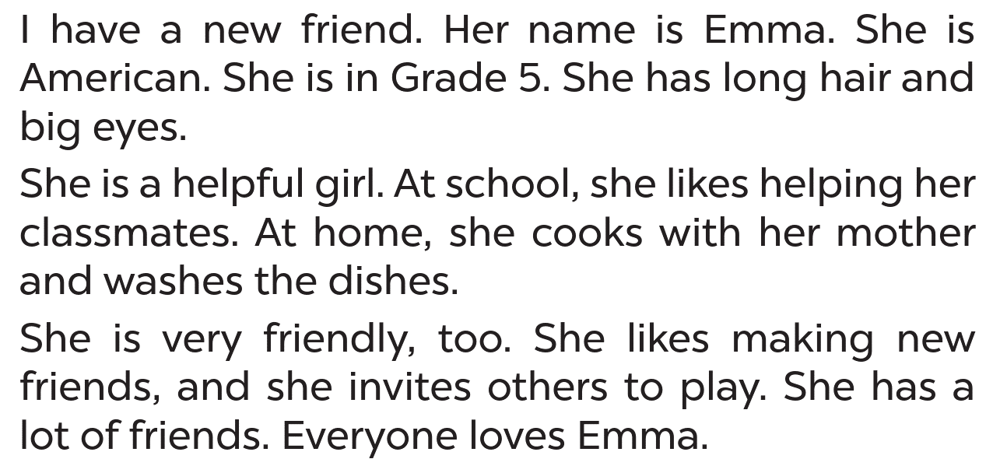 I have a new friend. Her name is Emma. She is
American. She is in Grade 5. She has long hair and
big eyes.
She is a helpful girl. At school, she likes helping her
classmates. At home, she cooks with her mother
and washes the dishes.
She is very friendly, too. She likes making new
friends, and she invites others to play. She has a
lot of friends. Everyone loves Emma.